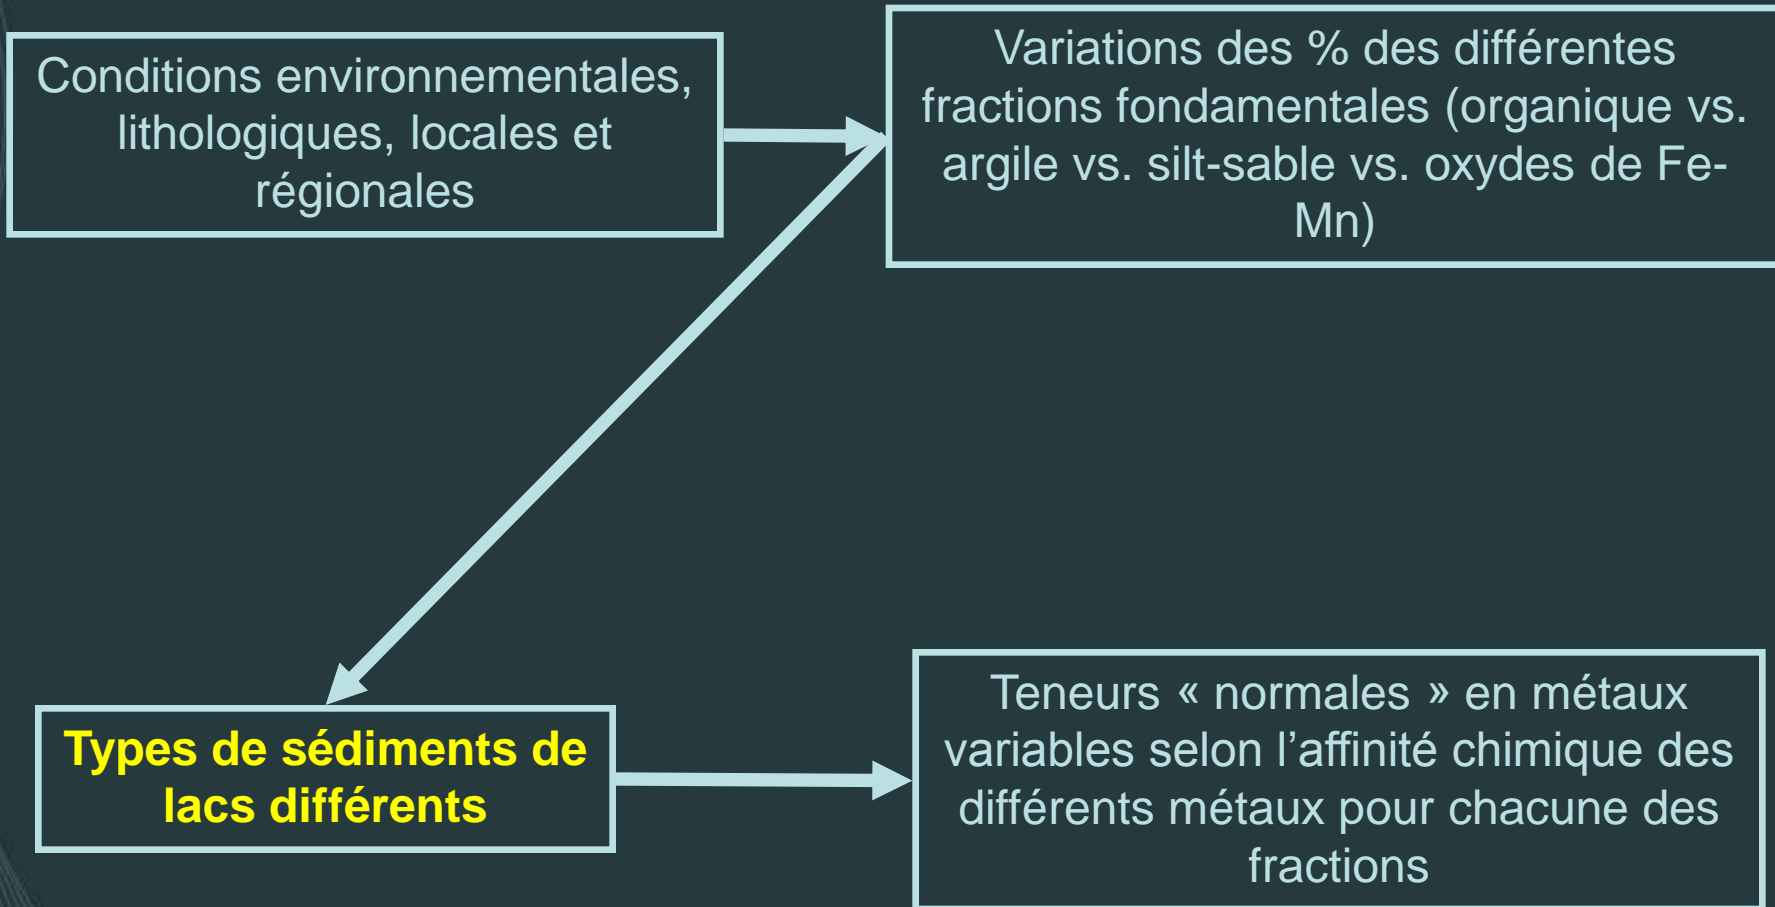 Conditions environnementales,
lithologiques, locales et
régionales
Variations des % des différentes
fractions fondamentales (organique vs.
argile vs. silt-sable vs. oxydes de Fe-
Mn)
Types de sédiments de
lacs différents
Teneurs « normales » en métaux
variables selon l’affinité chimique des
différents métaux pour chacune des
fractions